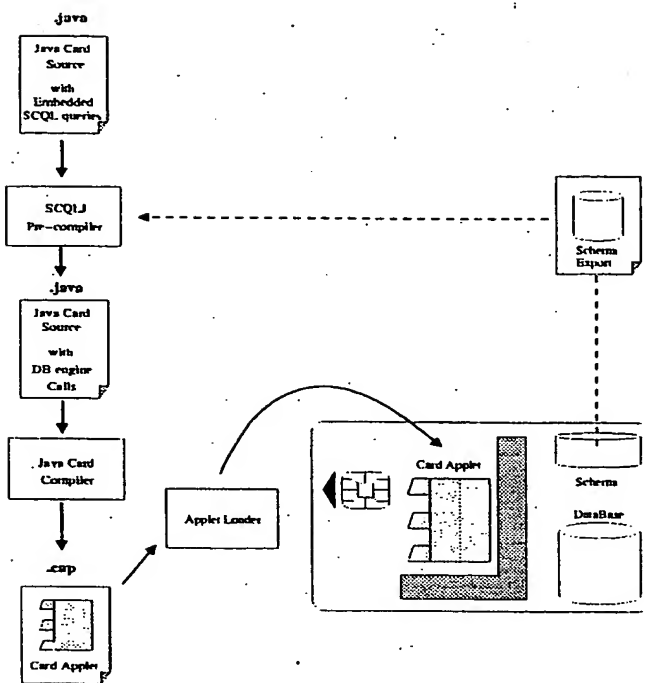 .java
Java Card
Source
with
Embedded
SCQL queries
SCQLJ
Pre-compiler
.java
Java Card
Source
with
DB engine
Calls
Java Card
Compiler
.cap
Card Applet
Applet Loader
Schema
Export
Card Applet
Schema
DataBase